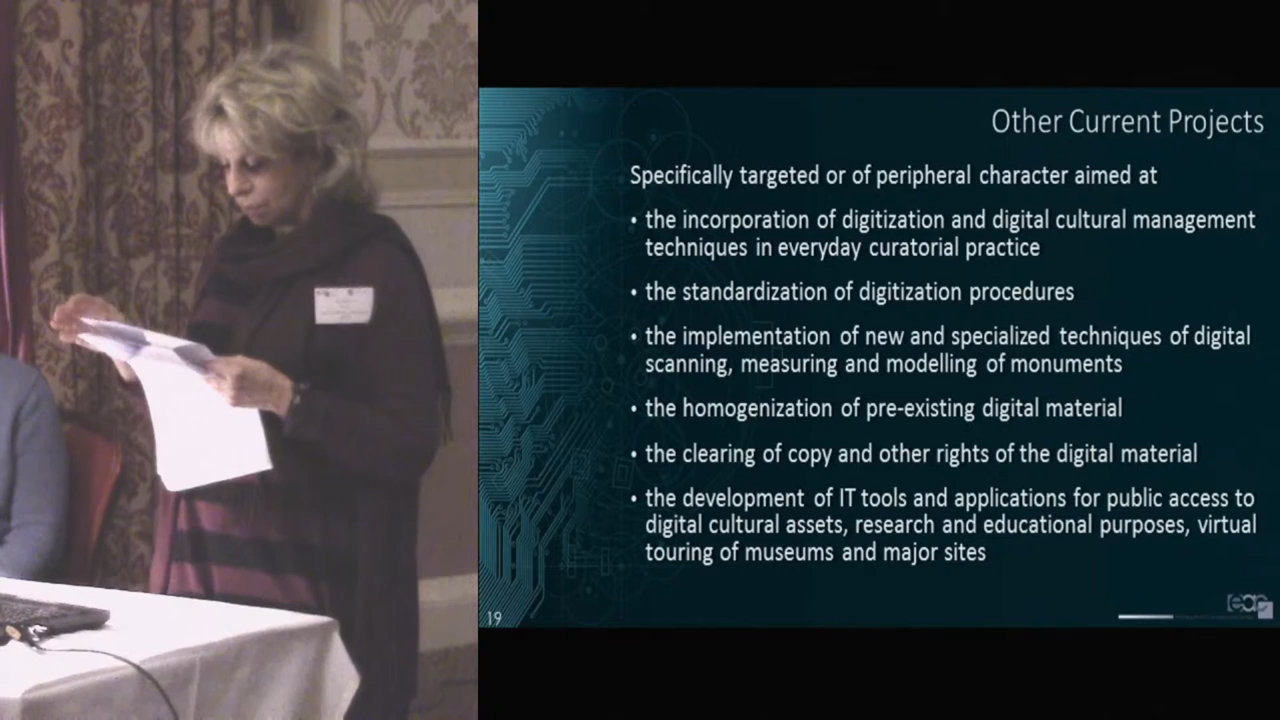 Other Current Projects
Specifically targeted or of peripheral character aimed at
• the incorporation of digitization and digital cultural management
techniques in everyday curatorial practice
• the standardization of digitization procedures
• the implementation of new and specialized techniques of digital
scanning, measuring and modelling of monuments
• the homogenization of pre-existing digital material
• the clearing of copy and other rights of the digital material
• the development of IT tools and applications for public access to
digital cultural assets, research and educational purposes, virtual
touring of museums and major sites
19